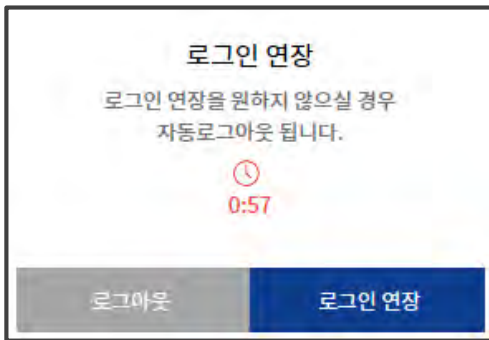 로그인 연장
로그인 연장을 원하지 않으실 경우
자동로그아웃 됩니다.
0:57
로그아웃
로그인 연장